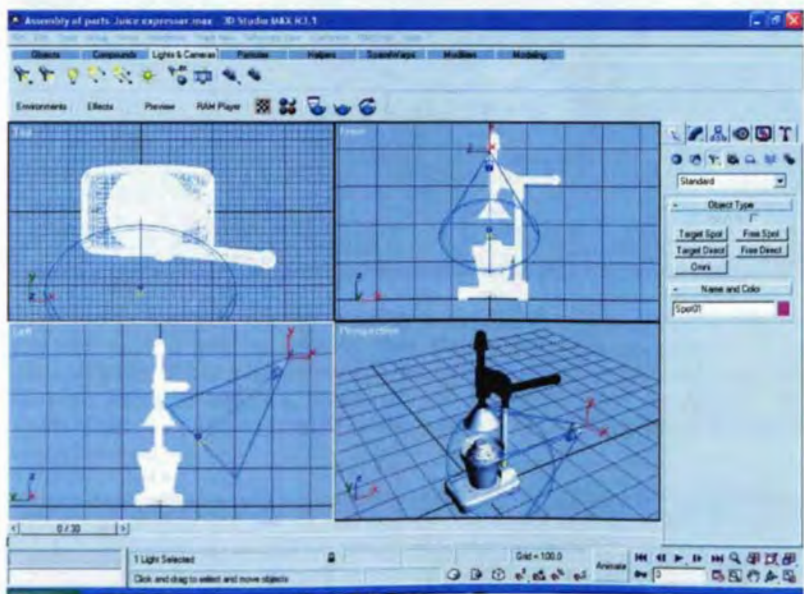 Assembly of parts Juice expresser.max - 3D Studio MAX R3.1
Objects Compounds Lights & Cameras Particles Helpers SpaceWarps Modifiers Modeling
Environments Effects Preview RAM Player
Top
Front
Standard
- Object Type
Target Spot Free Spot
Target Direct Free Direct
Omni
- Name and Color
Spot01
Left
Perspective
0 / 30
1 Light Selected
Grid = 100.0
Animate
Click and drag to select and move objects
0